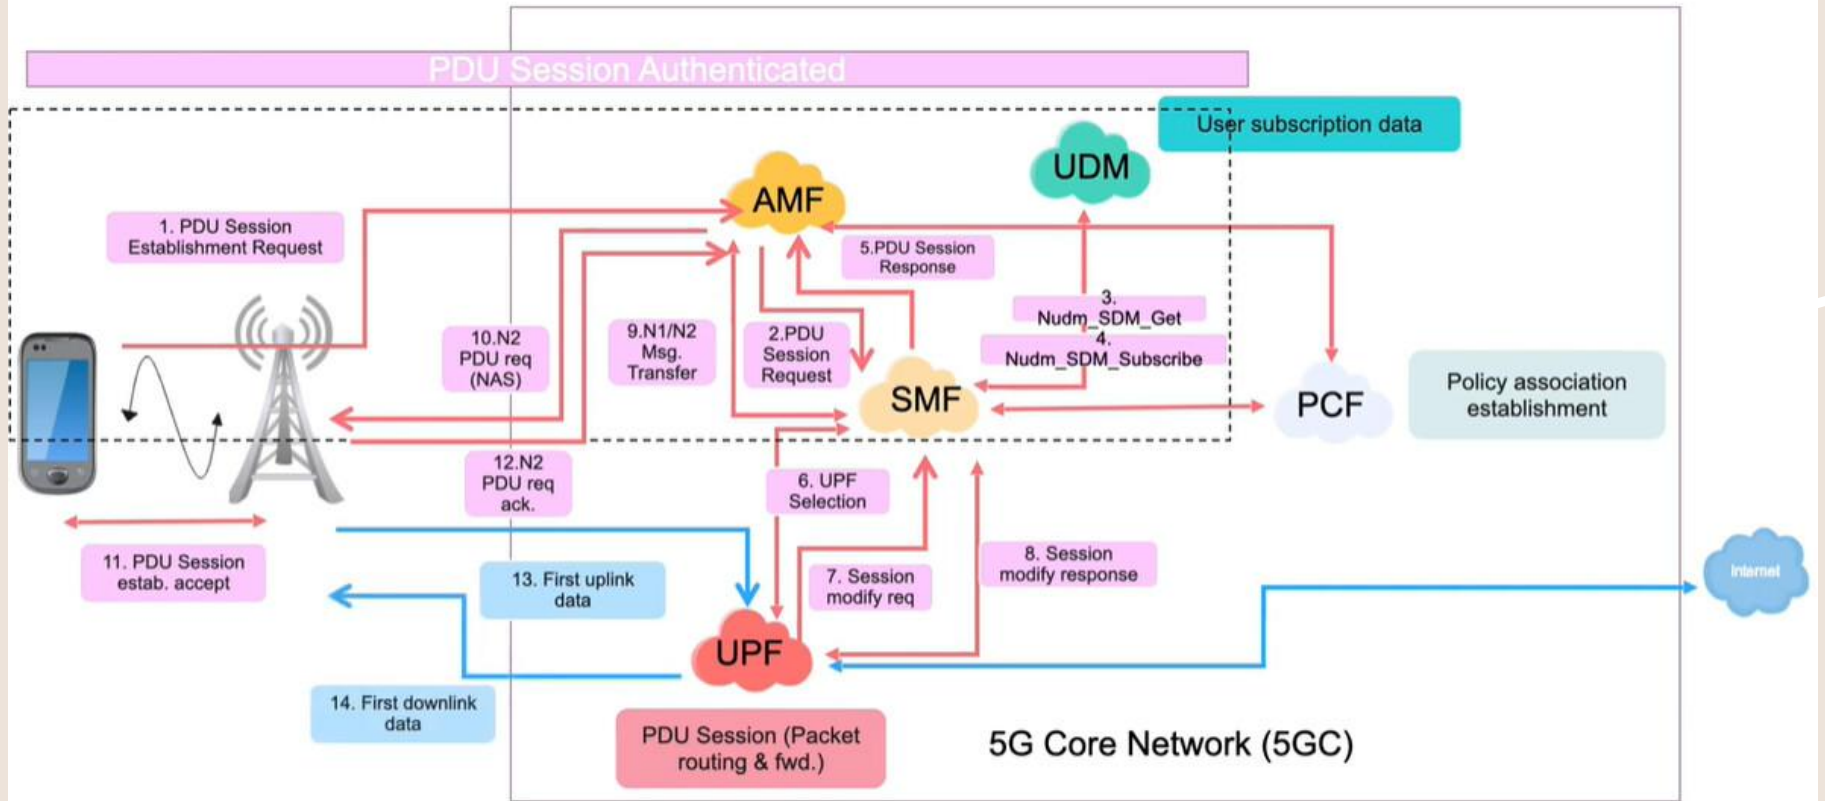 PDU Session Authenticated
User subscription data
UDM
AMF
1. PDU Session
Establishment Request
5.PDU Session
Response
3.
Nudm_SDM_Get
4.
Nudm_SDM_Subscribe
10.N2
PDU req
(NAS)
9.N1/N2
Msg.
Transfer
2.PDU
Session
Request
SMF
PCF
Policy association
establishment
12.N2
PDU req
ack.
6. UPF
Selection
11. PDU Session
estab. accept
13. First uplink
data
7. Session
modify req
8. Session
modify response
Internet
UPF
14. First downlink
data
PDU Session (Packet
routing & fwd.)
5G Core Network (5GC)